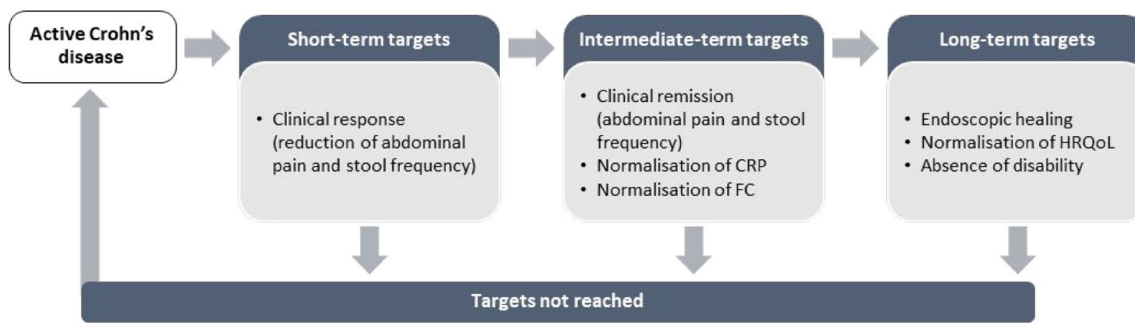 Active Crohn's
disease
Short-term targets
• Clinical response
(reduction of abdominal
pain and stool frequency)
Intermediate-term targets
• Clinical remission
(abdominal pain and stool
frequency)
• Normalisation of CRP
• Normalisation of FC
Long-term targets
• Endoscopic healing
• Normalisation of HRQoL
• Absence of disability
Targets not reached